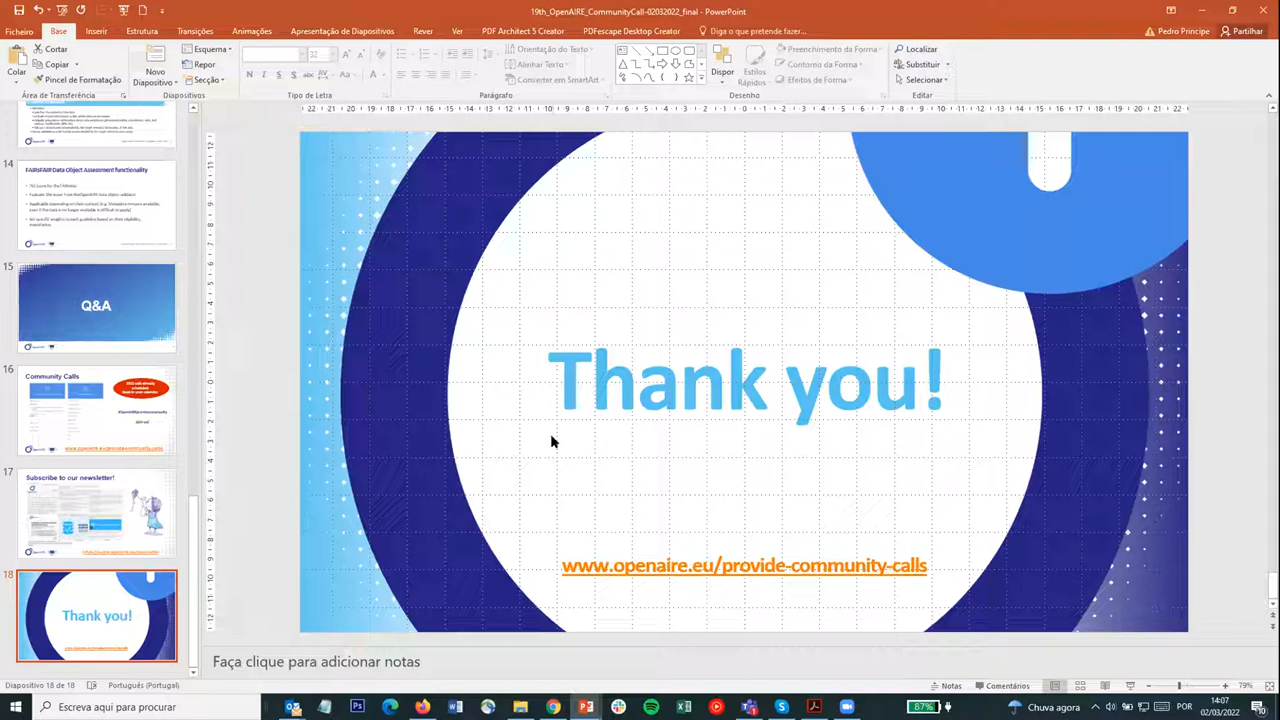 19th_OpenAIRE_CommunityCall-02032022_final - PowerPoint
Ficheiro Base Inserir Estrutura Transições Animações Apresentação de Diapositivos Rever Ver PDF Architect 5 Creator PDFescape Desktop Creator Diga-me o que pretende fazer... Pedro Principe Partilhar
Colar
Cortar
Copiar
Pincel de Formatação
Área de Transferência
Novo
Diapositivo
Esquema
Repor
Secção
Diapositivos
32
N I S S abc AV Aa A
Tipo de Letra
Orientação do Texto
Alinhar Texto
Converter em SmartArt
Parágrafo
Dispor
Estilos
Rápidos
Preenchimento da Forma
Contorno da Forma
Efeitos de Forma
Desenho
Localizar
Substituir
Selecionar
Editar
14
FAIRsFAIR Data Object Assessment functionality
15
Q&A
16
Community Calls
17
Subscribe to our newsletter!
18
Thank you!
Thank you!
www.openaire.eu/provide-community-calls
Faça clique para adicionar notas
Diapositivo 18 de 18 Português (Portugal) Notas Comentários 79%
Escreve aqui para procurar 87% Chuva agora POR 14:07
02/03/2022